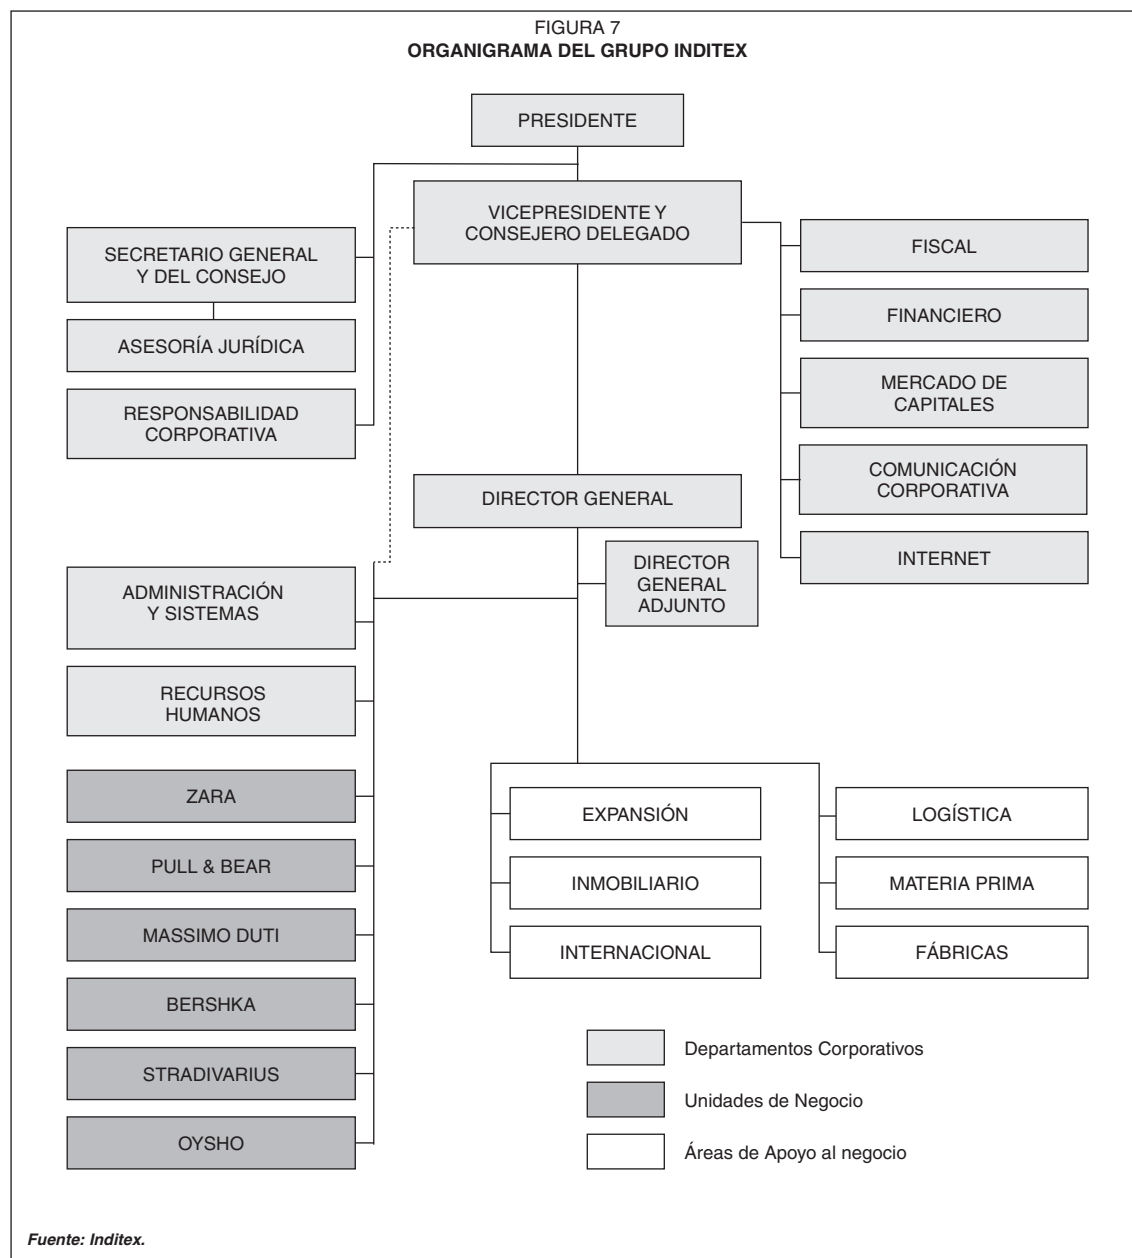 FIGURA 7
ORGANIGRAMA DEL GRUPO INDITEX
PRESIDENTE
VICEPRESIDENTE Y
CONSEJERO DELEGADO
SECRETARIO GENERAL
Y DEL CONSEJO
ASESORÍA JURÍDICA
RESPONSABILIDAD
CORPORATIVA
FISCAL
FINANCIERO
MERCADO DE
CAPITALES
COMUNICACIÓN
CORPORATIVA
INTERNET
DIRECTOR GENERAL
DIRECTOR
GENERAL
ADJUNTO
ADMINISTRACIÓN
Y SISTEMAS
RECURSOS
HUMANOS
ZARA
PULL & BEAR
MASSIMO DUTI
BERSHKA
STRADIVARIUS
OYSHO
EXPANSIÓN
INMOBILIARIO
INTERNACIONAL
LOGÍSTICA
MATERIA PRIMA
FÁBRICAS
Departamentos Corporativos
Unidades de Negocio
Áreas de Apoyo al negocio
Fuente: Inditex.